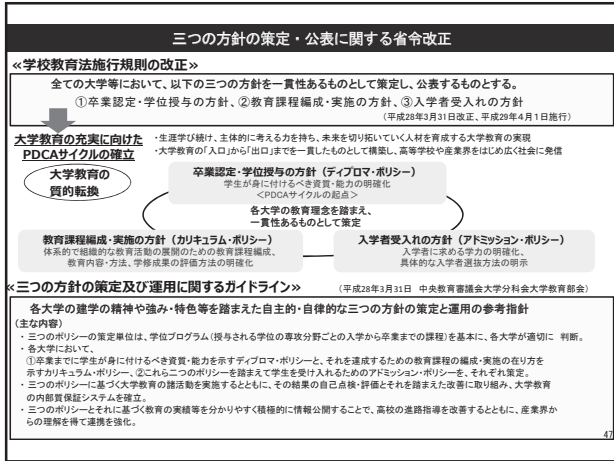 三つの方針の策定・公表に関する省令改正
≪学校教育法施行規則の改正≫
全ての大学等において、以下の三つの方針を一貫性あるものとして策定し、公表するものとする。
①卒業認定・学位授与の方針、②教育課程編成・実施の方針、③入学者受入れの方針
(平成28年3月31日改正、平成29年4月1日施行)
大学教育の充実に向けた
PDCAサイクルの確立
・生涯学び続け、主体的に考える力を持ち、未来を切り拓いていく人材を育成する大学教育の実現
・大学教育の「入口」から「出口」までを一貫したものとして構築し、高等学校や産業界をはじめ広く社会に発信
大学教育の
質的転換
卒業認定・学位授与の方針(ディプロマ・ポリシー)
学生が身に付けるべき資質・能力の明確化
<PDCAサイクルの起点>
各大学の教育理念を踏まえ、
一貫性あるものとして策定
教育課程編成・実施の方針(カリキュラム・ポリシー)
体系的で組織的な教育活動の展開のための教育課程編成、
教育内容・方法、学修成果の評価方法の明確化
入学者受入れの方針(アドミッション・ポリシー)
入学者に求める学力の明確化、
具体的な入学者選抜方法の明示
≪三つの方針の策定及び運用に関するガイドライン≫
(平成28年3月31日 中央教育審議会大学分科会大学教育部会)
各大学の建学の精神や強み・特色等を踏まえた自主的・自律的な三つの方針の策定と運用の参考指針
(主な内容)
・三つのポリシーの策定単位は、学位プログラム(授与される学位の専攻分野ごとの入学から卒業までの課程)を基本に、各大学が適切に 判断。
・各大学において、
①卒業までに学生が身に付けるべき資質・能力を示すディプロマ・ポリシーと、それを達成するための教育課程の編成・実施の在り方を
示すカリキュラム・ポリシー、②これら二つのポリシーを踏まえて学生を受け入れるためのアドミッション・ポリシーを、それぞれ策定。
・三つのポリシーに基づく大学教育の諸活動を実施するとともに、その結果の自己点検・評価とそれを踏まえた改善に取り組み、大学教育
の内部質保証システムを確立。
・三つのポリシーとそれに基づく教育の実績等を分かりやすく積極的に情報公開することで、高校の進路指導を改善するとともに、産業界か
らの理解を得て連携を強化。
47